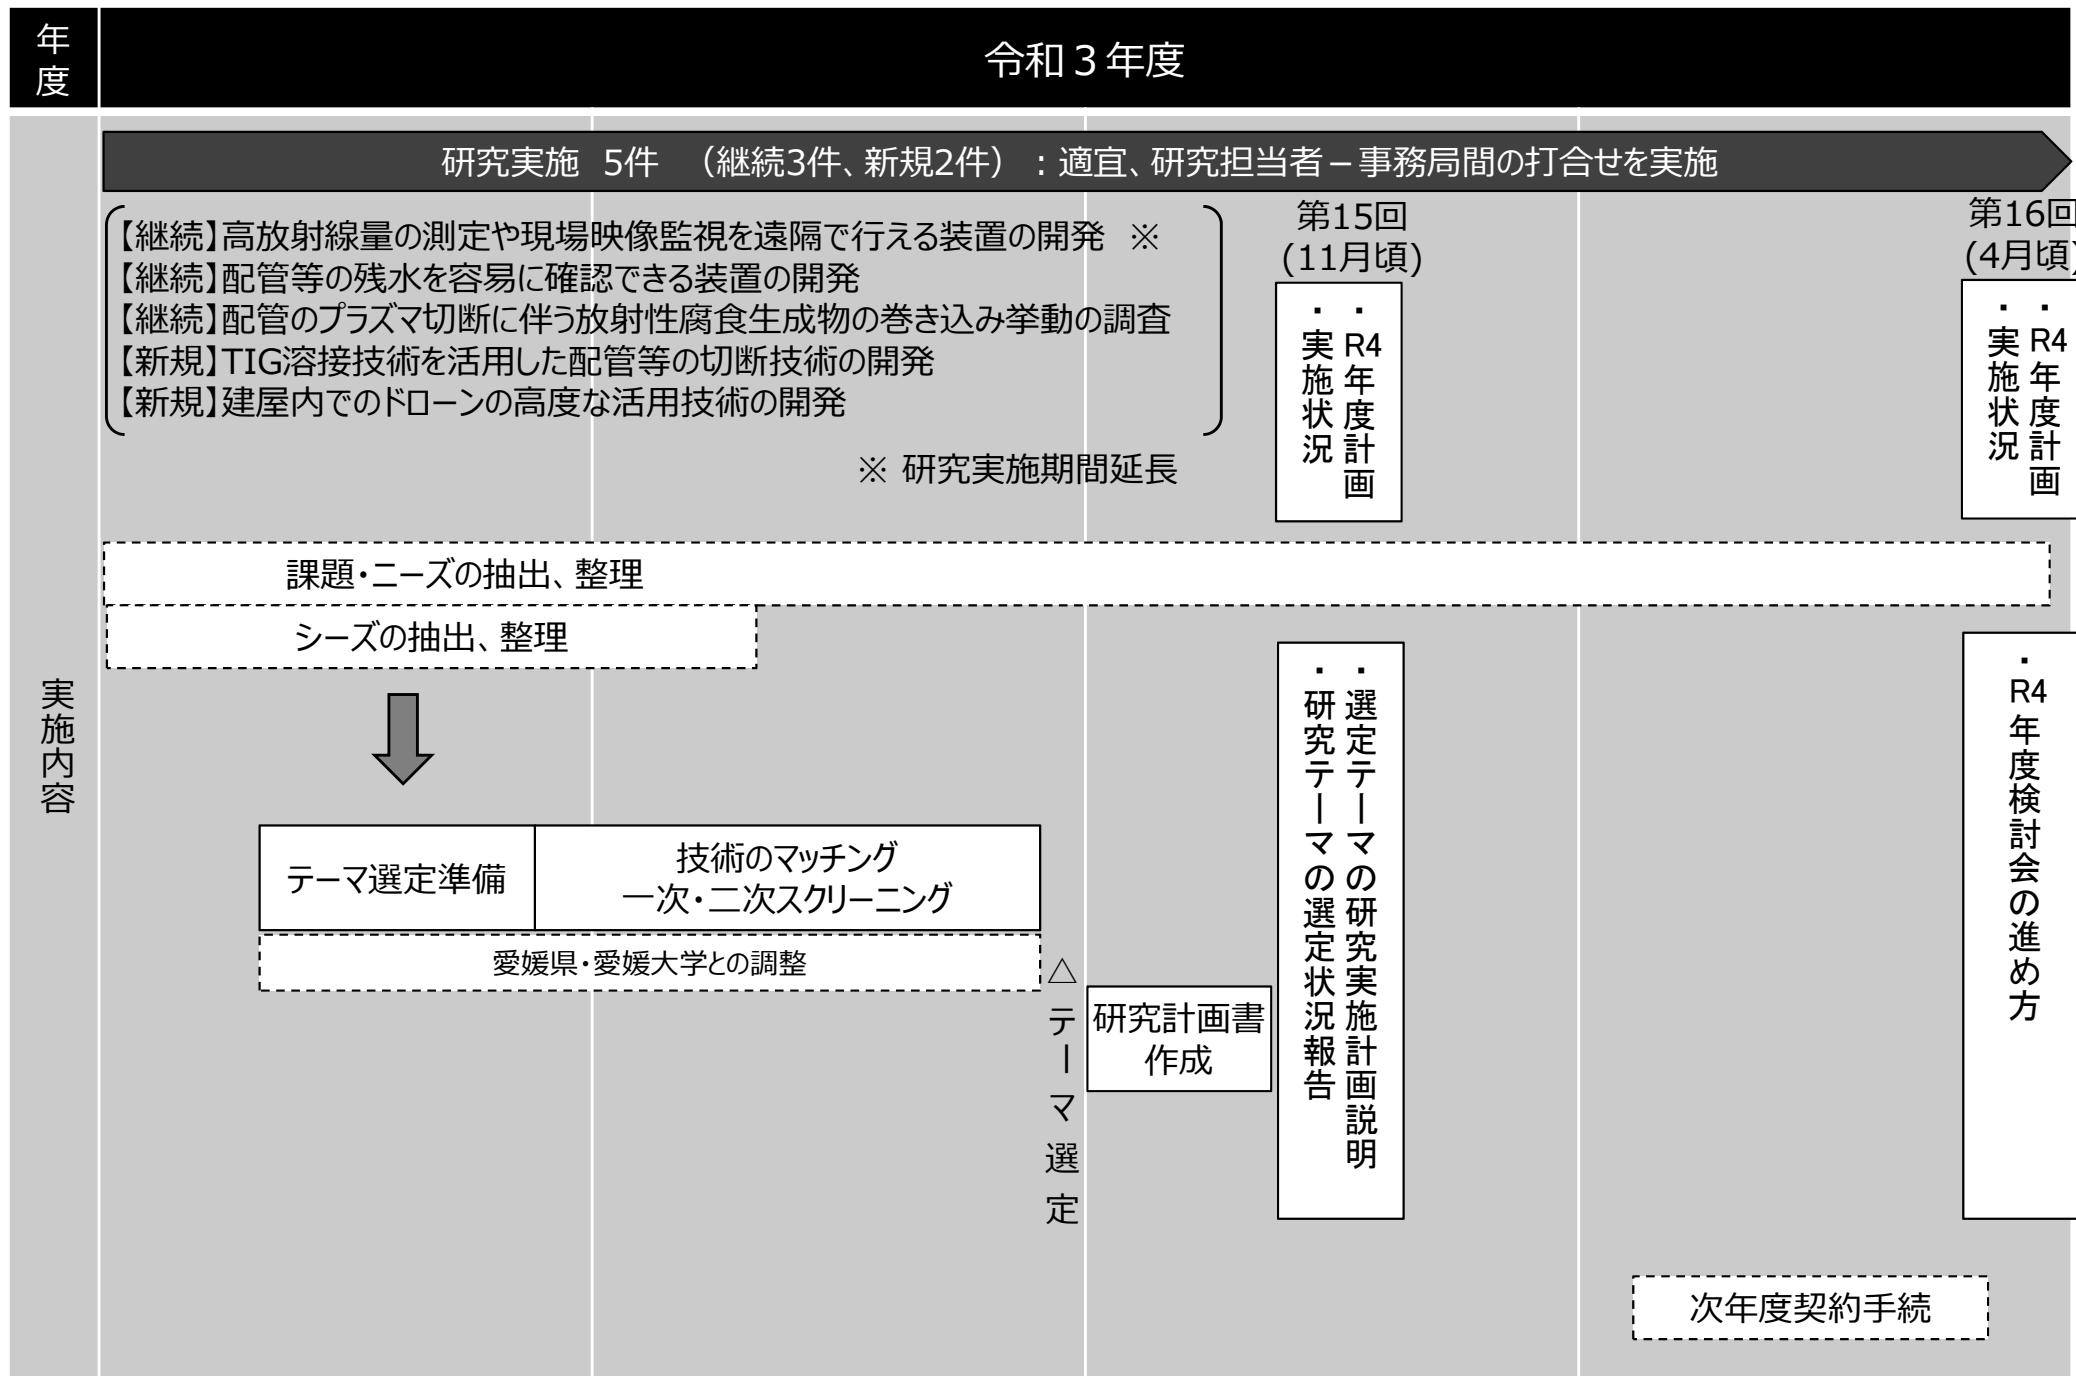 年度
令和３年度
研究実施 5件 （継続3件、新規2件）：適宜、研究担当者－事務局間の打合せを実施
【継続】高放射線量の測定や現場映像監視を遠隔で行える装置の開発 ※
【継続】配管等の残水を容易に確認できる装置の開発
【継続】配管のプラズマ切断に伴う放射性腐食生成物の巻き込み挙動の調査
【新規】TIG溶接技術を活用した配管等の切断技術の開発
【新規】建屋内でのドローンの高度な活用技術の開発
※ 研究実施期間延長
第15回
(11月頃)
・R4年度計画
・実施状況
第16回
(4月頃)
・R4年度計画
・実施状況
実施内容
課題・ニーズの抽出、整理
シーズの抽出、整理
テーマ選定準備
技術のマッチング
一次・二次スクリーニング
愛媛県・愛媛大学との調整
△テーマ選定
研究計画書
作成
・選定テーマの研究実施計画説明
・研究テーマの選定状況報告
・R4年度検討会の進め方
次年度契約手続